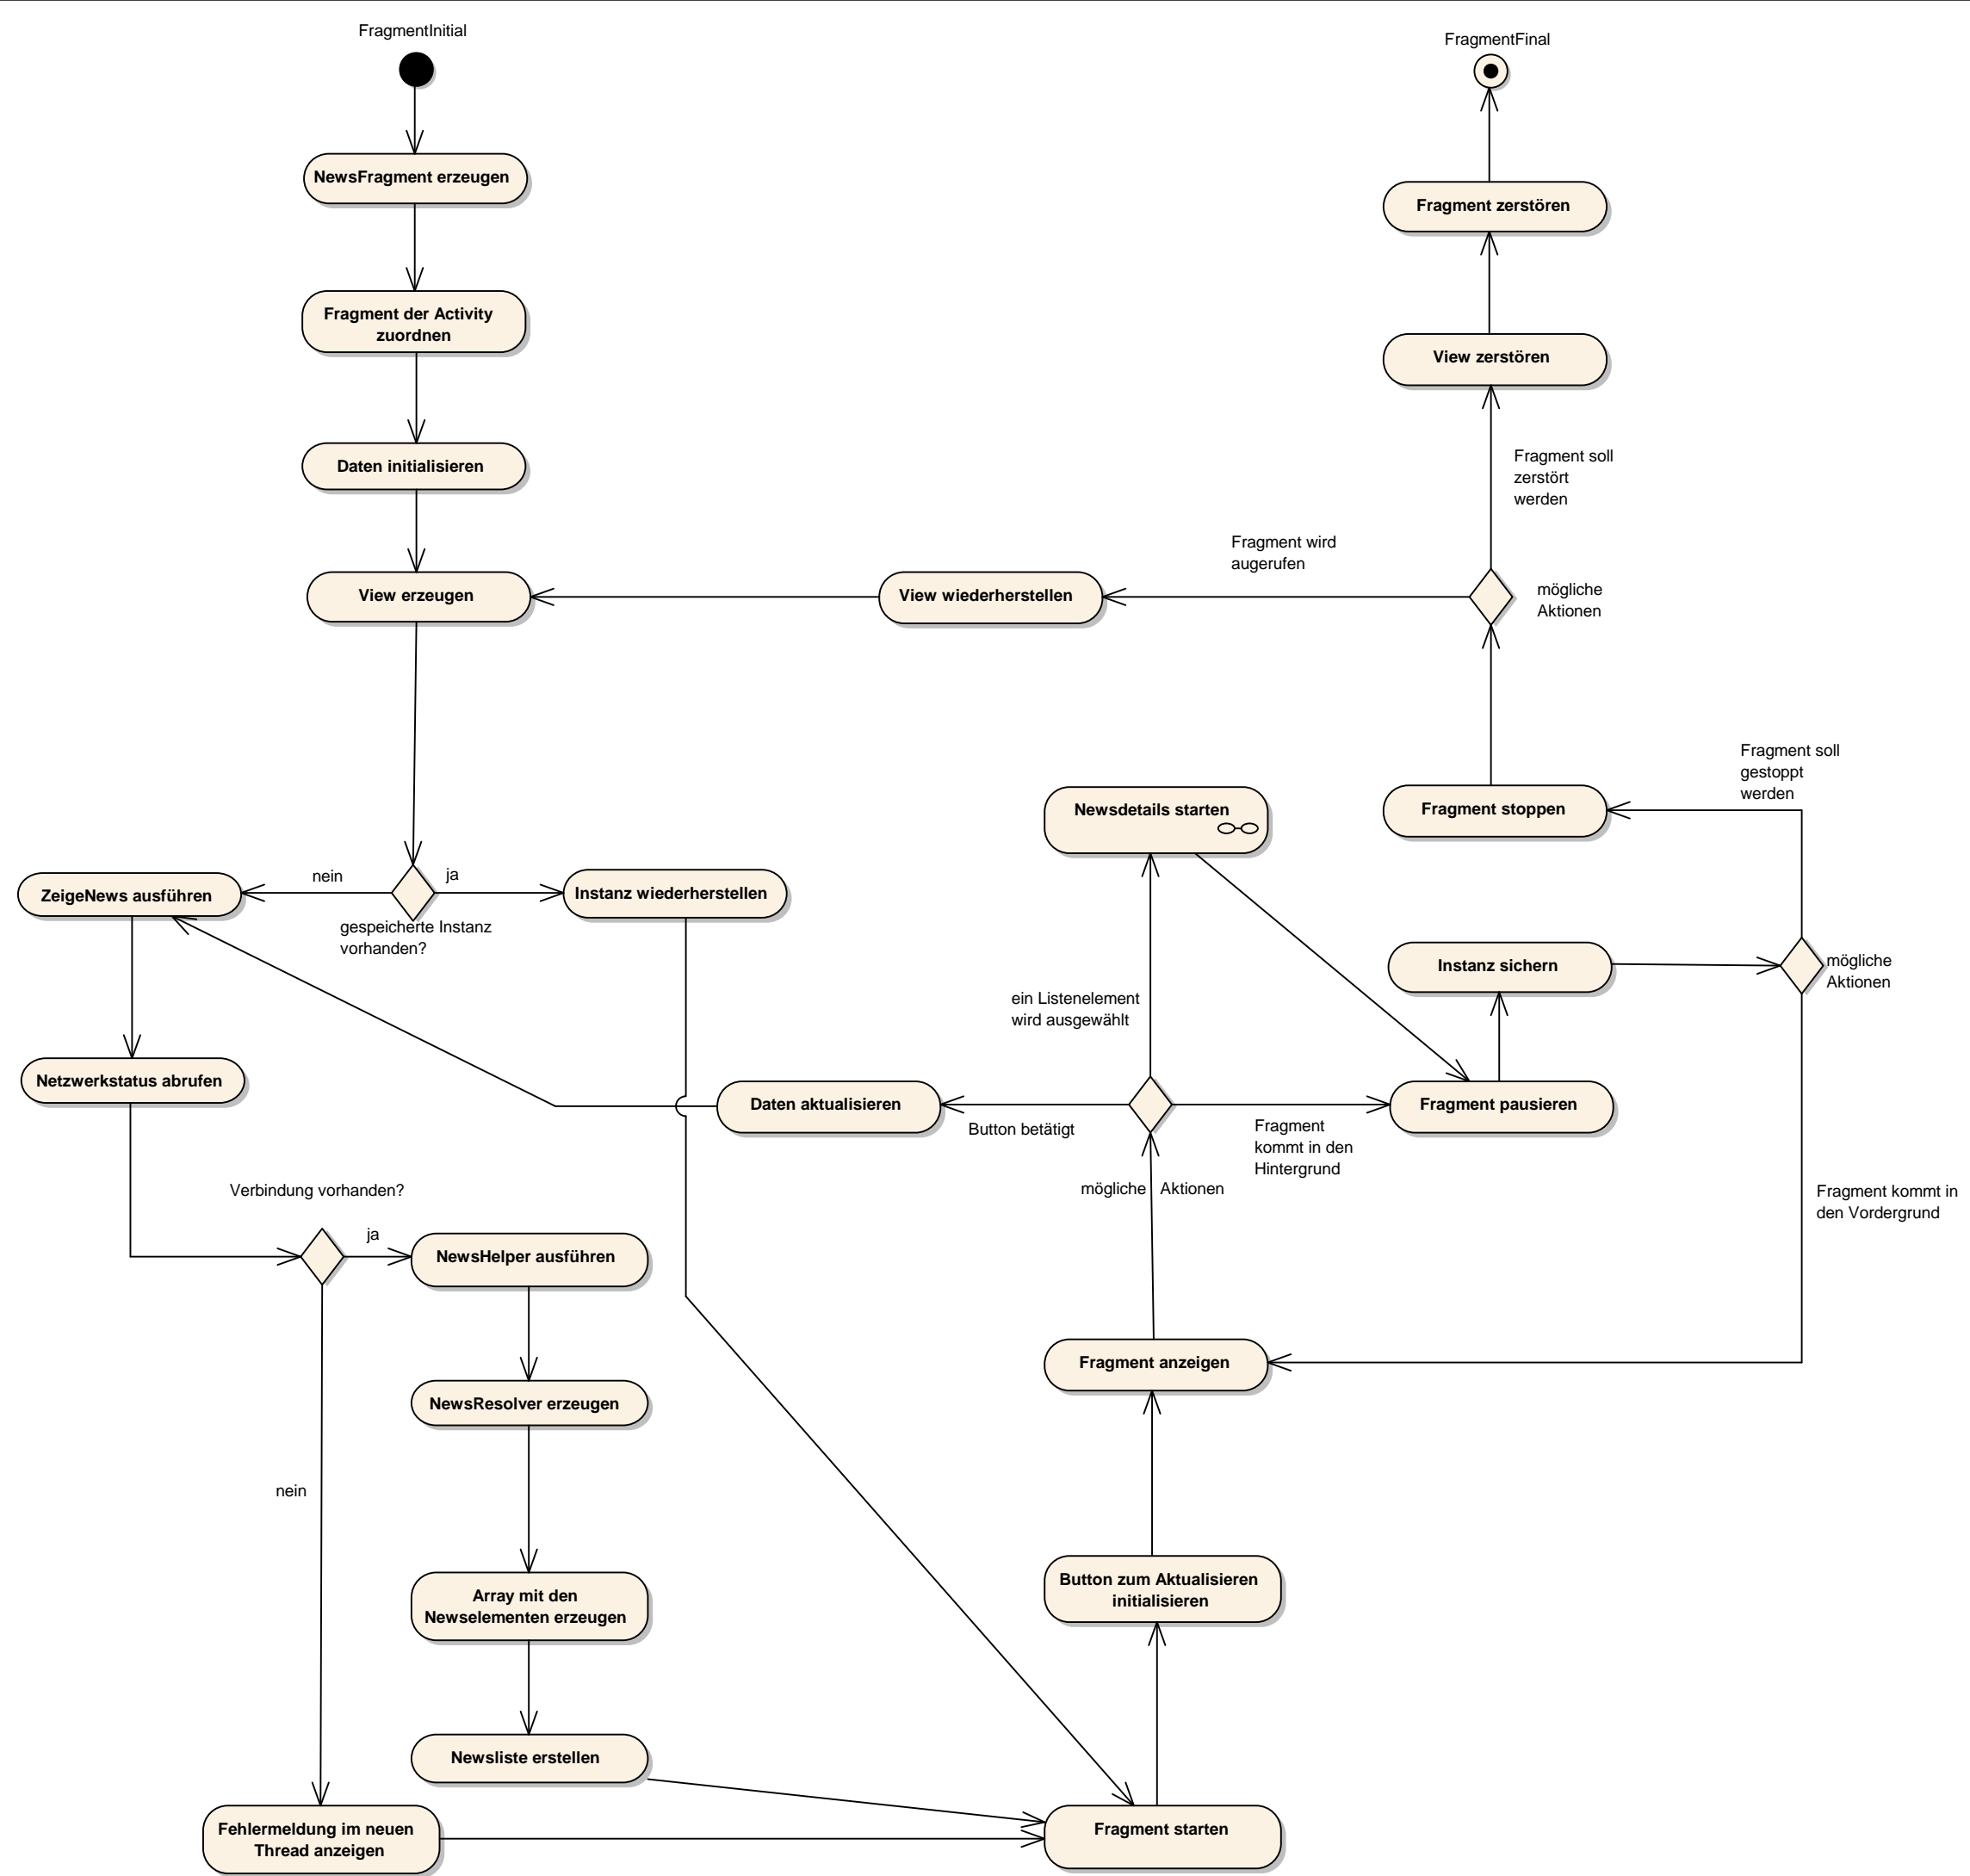 FragmentInitial
FragmentFinal
NewsFragment erzeugen
Fragment zerstören
Fragment der Activity
zuordnen
View zerstören
Daten initialisieren
Fragment soll
zerstört
werden
Fragment wird
augerufen
View erzeugen
View wiederherstellen
mögliche
Aktionen
Fragment soll
gestoppt
werden
Newsdetails starten
Fragment stoppen
nein
ja
ZeigeNews ausführen
Instanz wiederherstellen
gespeicherte Instanz
vorhanden?
Instanz sichern
mögliche
Aktionen
ein Listenelement
wird ausgewählt
Netzwerkstatus abrufen
Daten aktualisieren
Fragment pausieren
Button betätigt
Fragment
kommt in den
Hintergrund
mögliche Aktionen
Verbindung vorhanden?
Fragment kommt in
den Vordergrund
ja
NewsHelper ausführen
Fragment anzeigen
NewsResolver erzeugen
nein
Button zum Aktualisieren
initialisieren
Array mit den
Newselementen erzeugen
Newsliste erstellen
Fehlermeldung im neuen
Thread anzeigen
Fragment starten